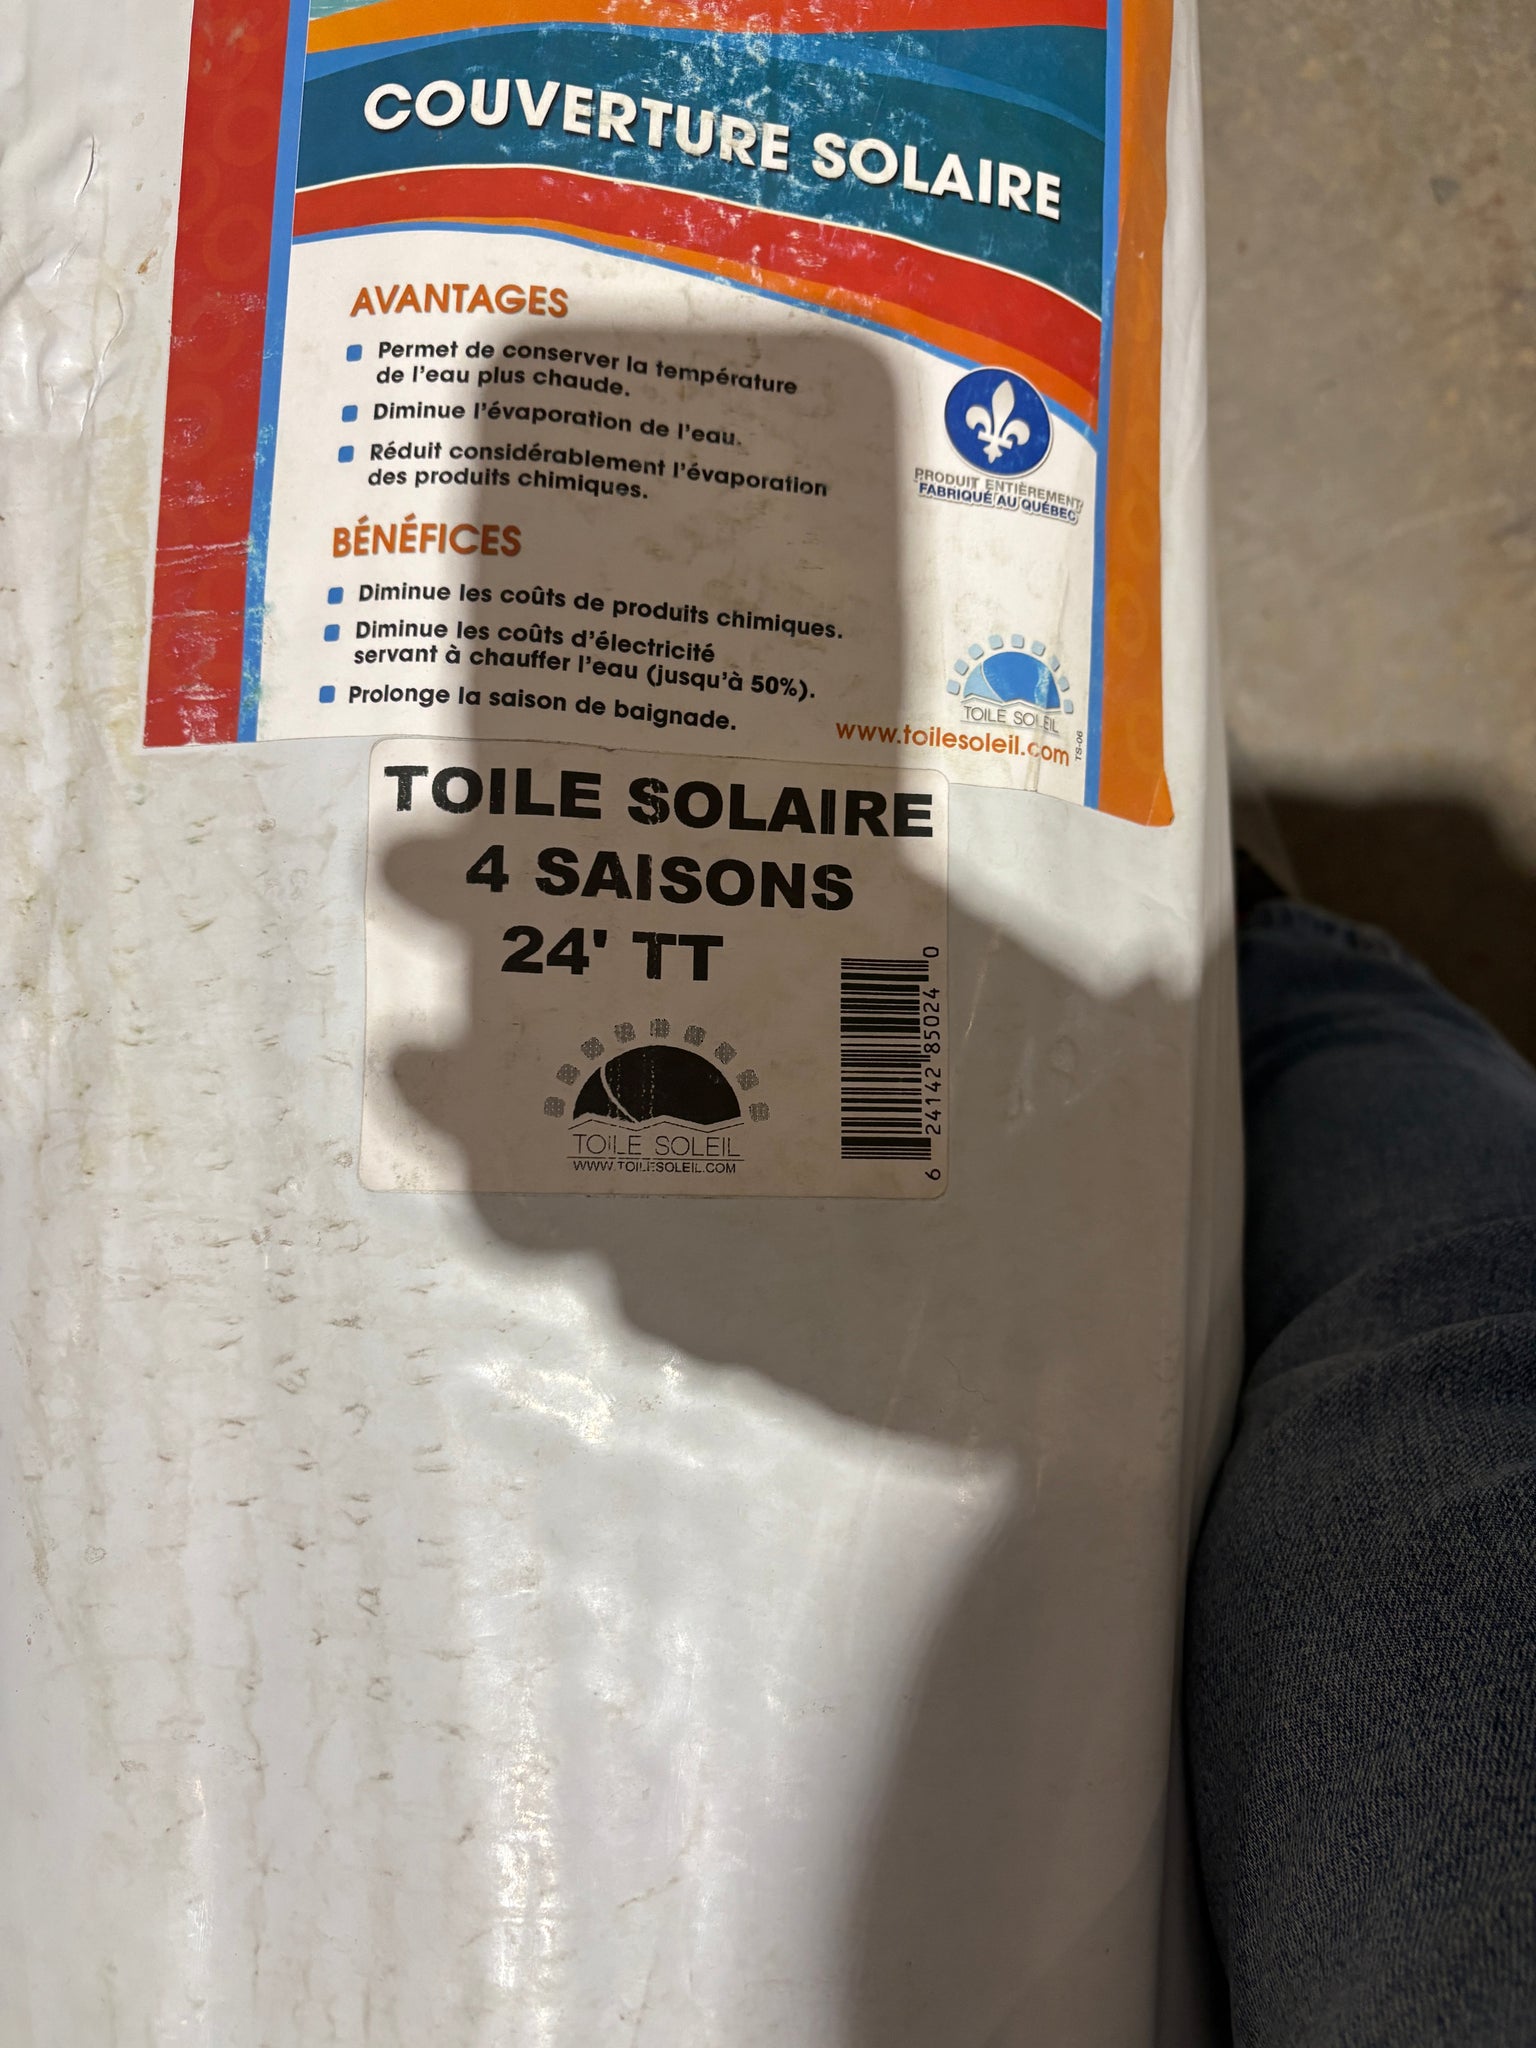 COUVERTURE SOLAIRE
AVANTAGES
Permet de conserver la température
de l'eau plus chaude.
Diminue l'évaporation de l'eau.
Réduit considérablement l'évaporation
des produits chimiques.
PRODUIT ENTIÈREMENT
FABRIQUÉ AU QUÉBEC
BÉNÉFICES
Diminue les coûts de produits chimiques.
Diminue les coûts d'électricité
servant à chauffer l'eau (jusqu'à 50%).
Prolonge la saison de baignade.
TOILE SOLEIL
www.toilesoleil.com
TS-06
TOILE SOLAIRE
4 SAISONS
24' TT
TOILE SOLEIL
WWW.TOILESOLEIL.COM
6 24142 85024 0